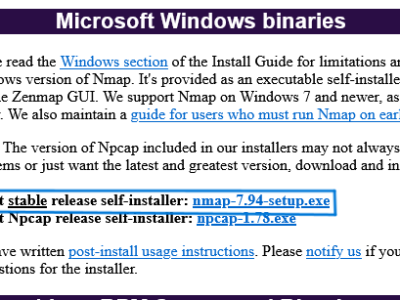 Microsoft Windows binaries
read the Windows section of the Install Guide for limitations a
ows version of Nmap. It's provided as an executable self-installe
e Zenmap GUI. We support Nmap on Windows 7 and newer, as
. We also maintain a guide for users who must run Nmap on earl
The version of Npcap included in our installers may not always
ems or just want the latest and greatest version, download and in
t stable release self-installer: nmap-7.94-setup.exe
t Npcap release self-installer: npcap-1.78.exe
ave written post-install usage instructions. Please notify us if you
stions for the installer.